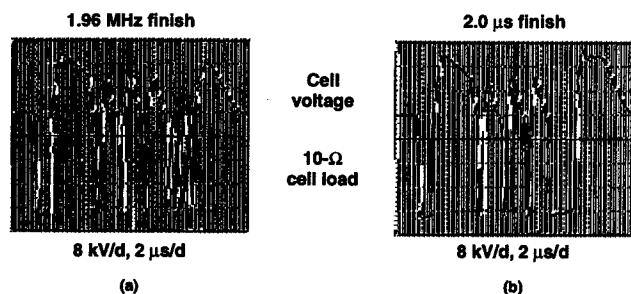 1.96 MHz finish
2.0 μs finish
Cell
voltage
10-Ω
cell load
8 kV/d, 2 μs/d
8 kV/d, 2 μs/d
(a)
(b)